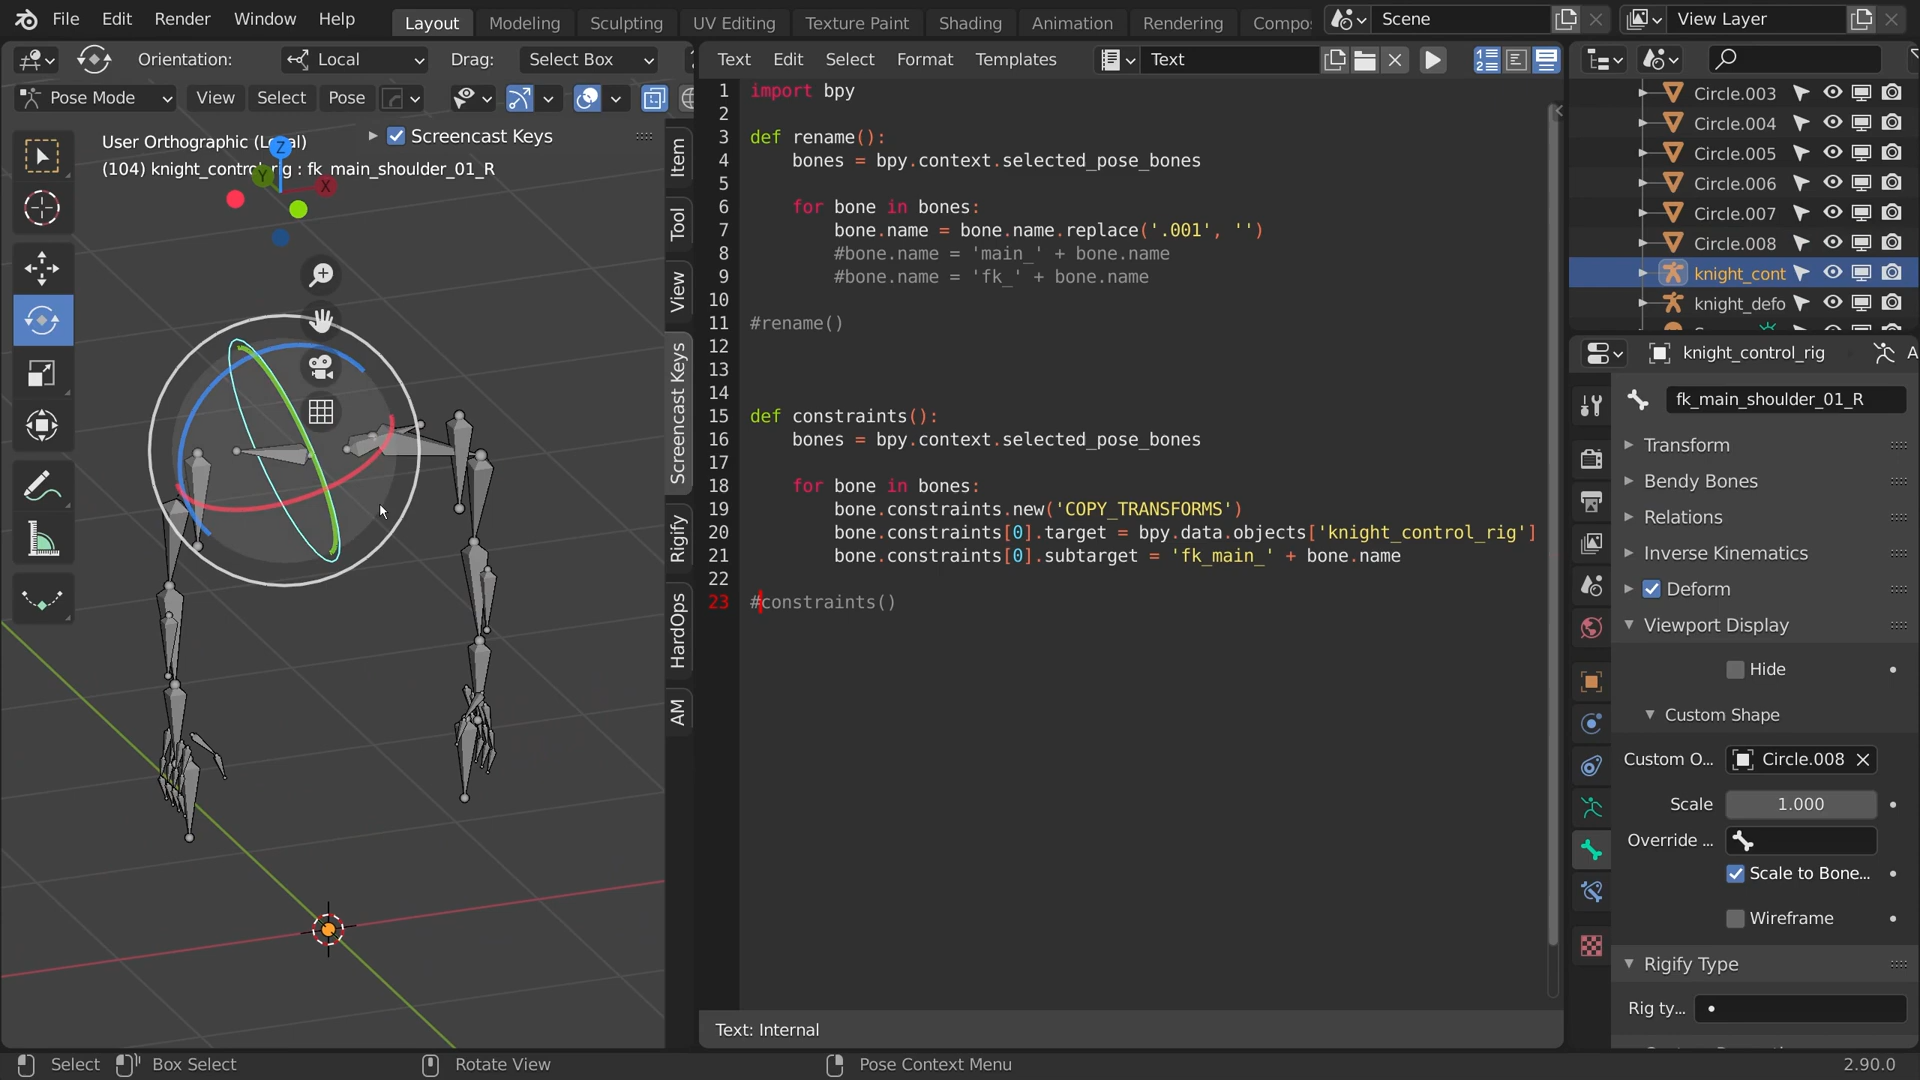 File Edit Render Window Help Layout Modeling Sculpting UV Editing Texture Paint Shading Animation Rendering Compo Scene View Layer
Orientation: Local Drag: Select Box
Text Edit Select Format Templates Text
Pose Mode View Select Pose
User Orthographic (Local)
Screencast Keys
(104) knight_control_rig : fk_main_shoulder_01_R
Z
Y
X
Item
Tool
View
Screencast Keys
Rigify
HardOps
AM
1 import bpy
2
3 def rename():
4 bones = bpy.context.selected_pose_bones
5
6 for bone in bones:
7 bone.name = bone.name.replace('.001', '')
8 #bone.name = 'main_' + bone.name
9 #bone.name = 'fk_' + bone.name
10
11 #rename()
12
13
14
15 def constraints():
16 bones = bpy.context.selected_pose_bones
17
18 for bone in bones:
19 bone.constraints.new('COPY_TRANSFORMS')
20 bone.constraints[0].target = bpy.data.objects['knight_control_rig']
21 bone.constraints[0].subtarget = 'fk_main_' + bone.name
22
23 #constraints()
Text: Internal
Circle.003
Circle.004
Circle.005
Circle.006
Circle.007
Circle.008
knight_cont
knight_defo
knight_control_rig A
fk_main_shoulder_01_R
Transform
Bendy Bones
Relations
Inverse Kinematics
Deform
Viewport Display
Hide
Custom Shape
Custom O... Circle.008
Scale 1.000
Override ...
Scale to Bone...
Wireframe
Rigify Type
Rig ty...
Select Box Select Rotate View Pose Context Menu 2.90.0